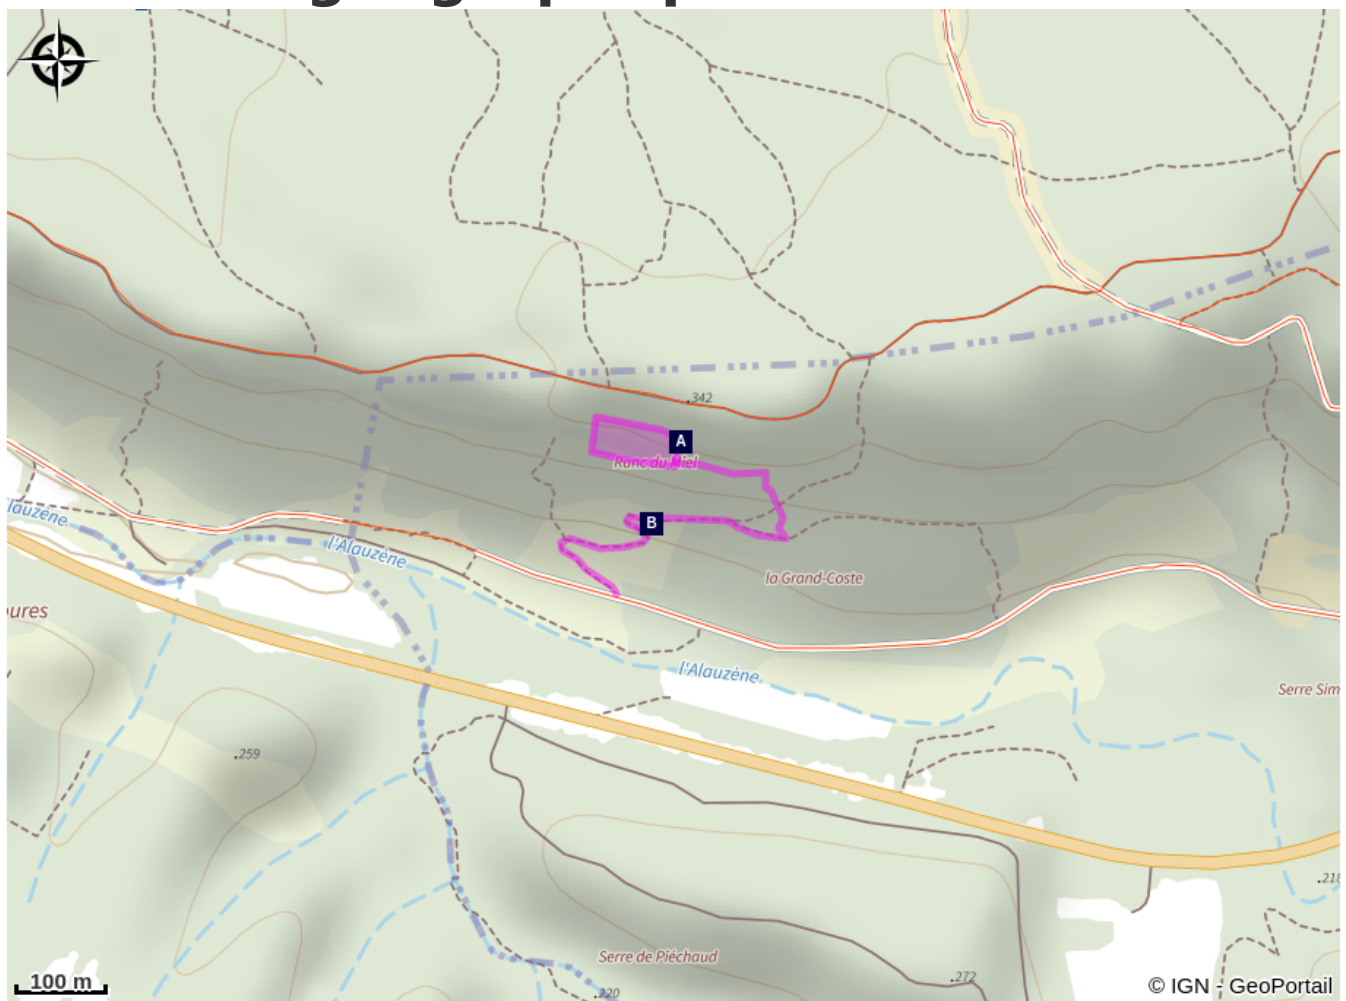 .342
A
Ranc du Miel
B
lauzène
l'Alauzène
la Grand-Coste
oures
l'Alauzène
Serre Sim
.259
.218
Serre de Piéchaud
.272
.220
100 m
© IGN - GeoPortail